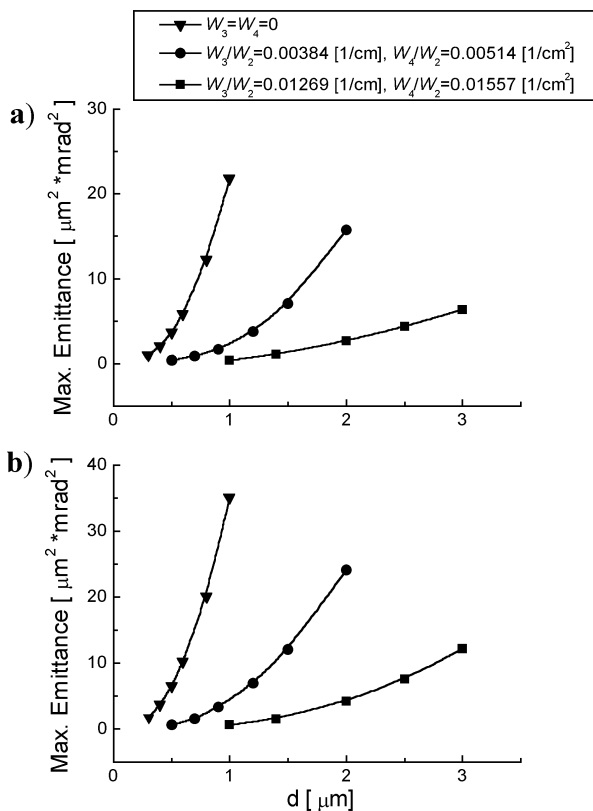 W₃=W₄=0
W₃/W₂=0.00384 [1/cm], W₄/W₂=0.00514 [1/cm²]
W₃/W₂=0.01269 [1/cm], W₄/W₂=0.01557 [1/cm²]
a)
30
20
10
0
Max. Emittance [ μm² *mrad² ]
0 1 2 3
b)
40
30
20
10
0
Max. Emittance [ μm² *mrad² ]
0 1 2 3
d [ μm]